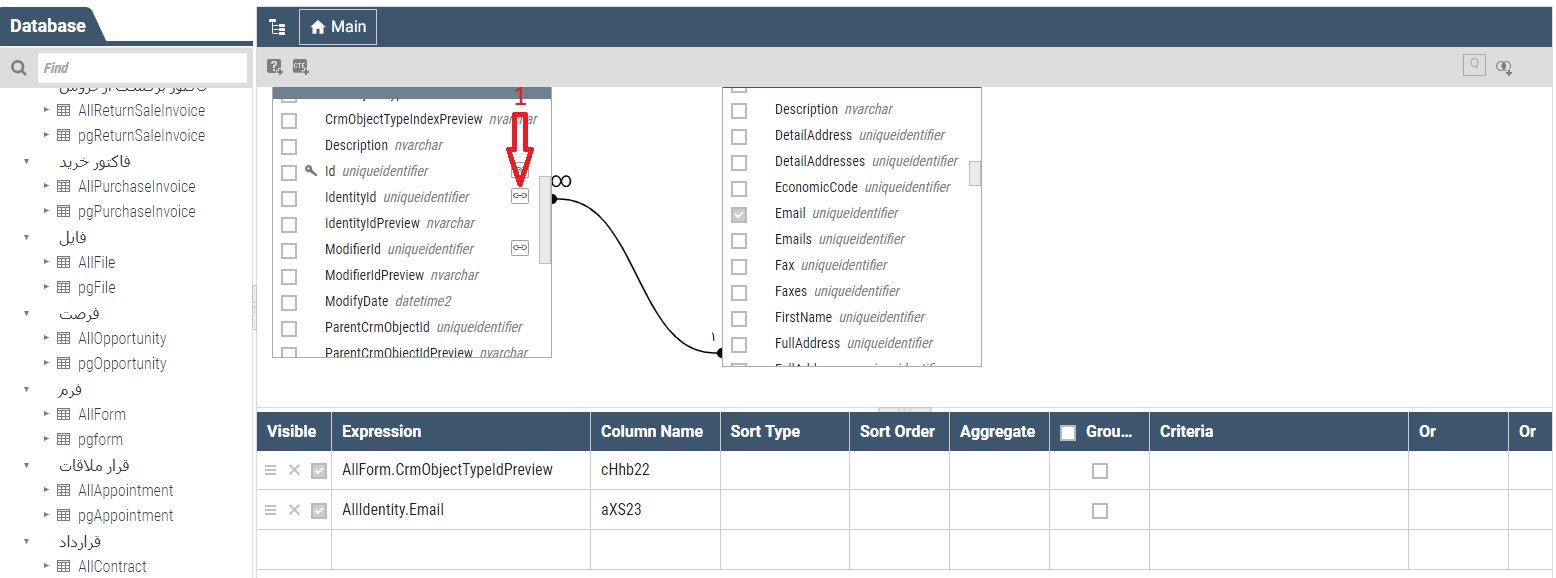 Database
Find
AllReturnSaleInvoice
pgReturnSaleInvoice
فاکتور خرید
AllPurchaseInvoice
pgPurchaseInvoice
فایل
AllFile
pgFile
فرصت
AllOpportunity
pgOpportunity
فرم
AllForm
pgform
قرار ملاقات
AllAppointment
pgAppointment
قرارداد
AllContract
Main
CTE
Q
1
CrmObjectTypeIndexPreview nvarchar
Description nvarchar
Id uniqueidentifier
IdentityId uniqueidentifier
IdentityIdPreview nvarchar
ModifierId uniqueidentifier
ModifierIdPreview nvarchar
ModifyDate datetime2
ParentCrmObjectId uniqueidentifier
ParentCrmObjectIdPreview nvarchar
∞
۱
Description nvarchar
DetailAddress uniqueidentifier
DetailAddresses uniqueidentifier
EconomicCode uniqueidentifier
Email uniqueidentifier
Emails uniqueidentifier
Fax uniqueidentifier
Faxes uniqueidentifier
FirstName uniqueidentifier
FullAddress uniqueidentifier
Visible Expression Column Name Sort Type Sort Order Aggregate Grou... Criteria Or Or
AllForm.CrmObjectTypeIdPreview cHhb22
AllIdentity.Email aXS23